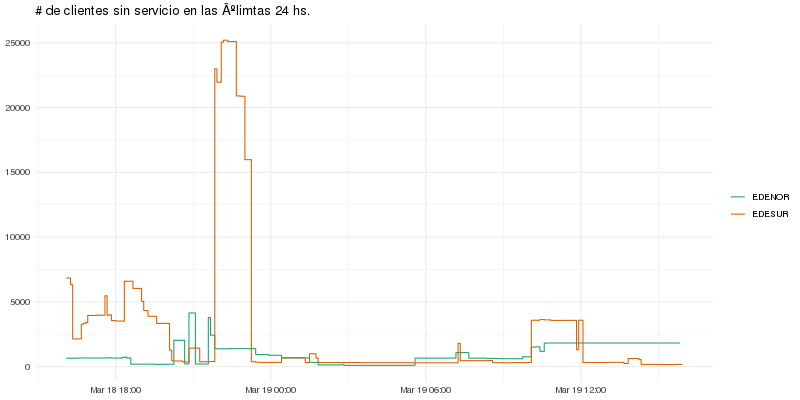 # de clientes sin servicio en las Ãºlimtas 24 hs.
25000
20000
15000
10000
5000
0
Mar 18 18:00 Mar 19 00:00 Mar 19 06:00 Mar 19 12:00
EDENOR
EDESUR